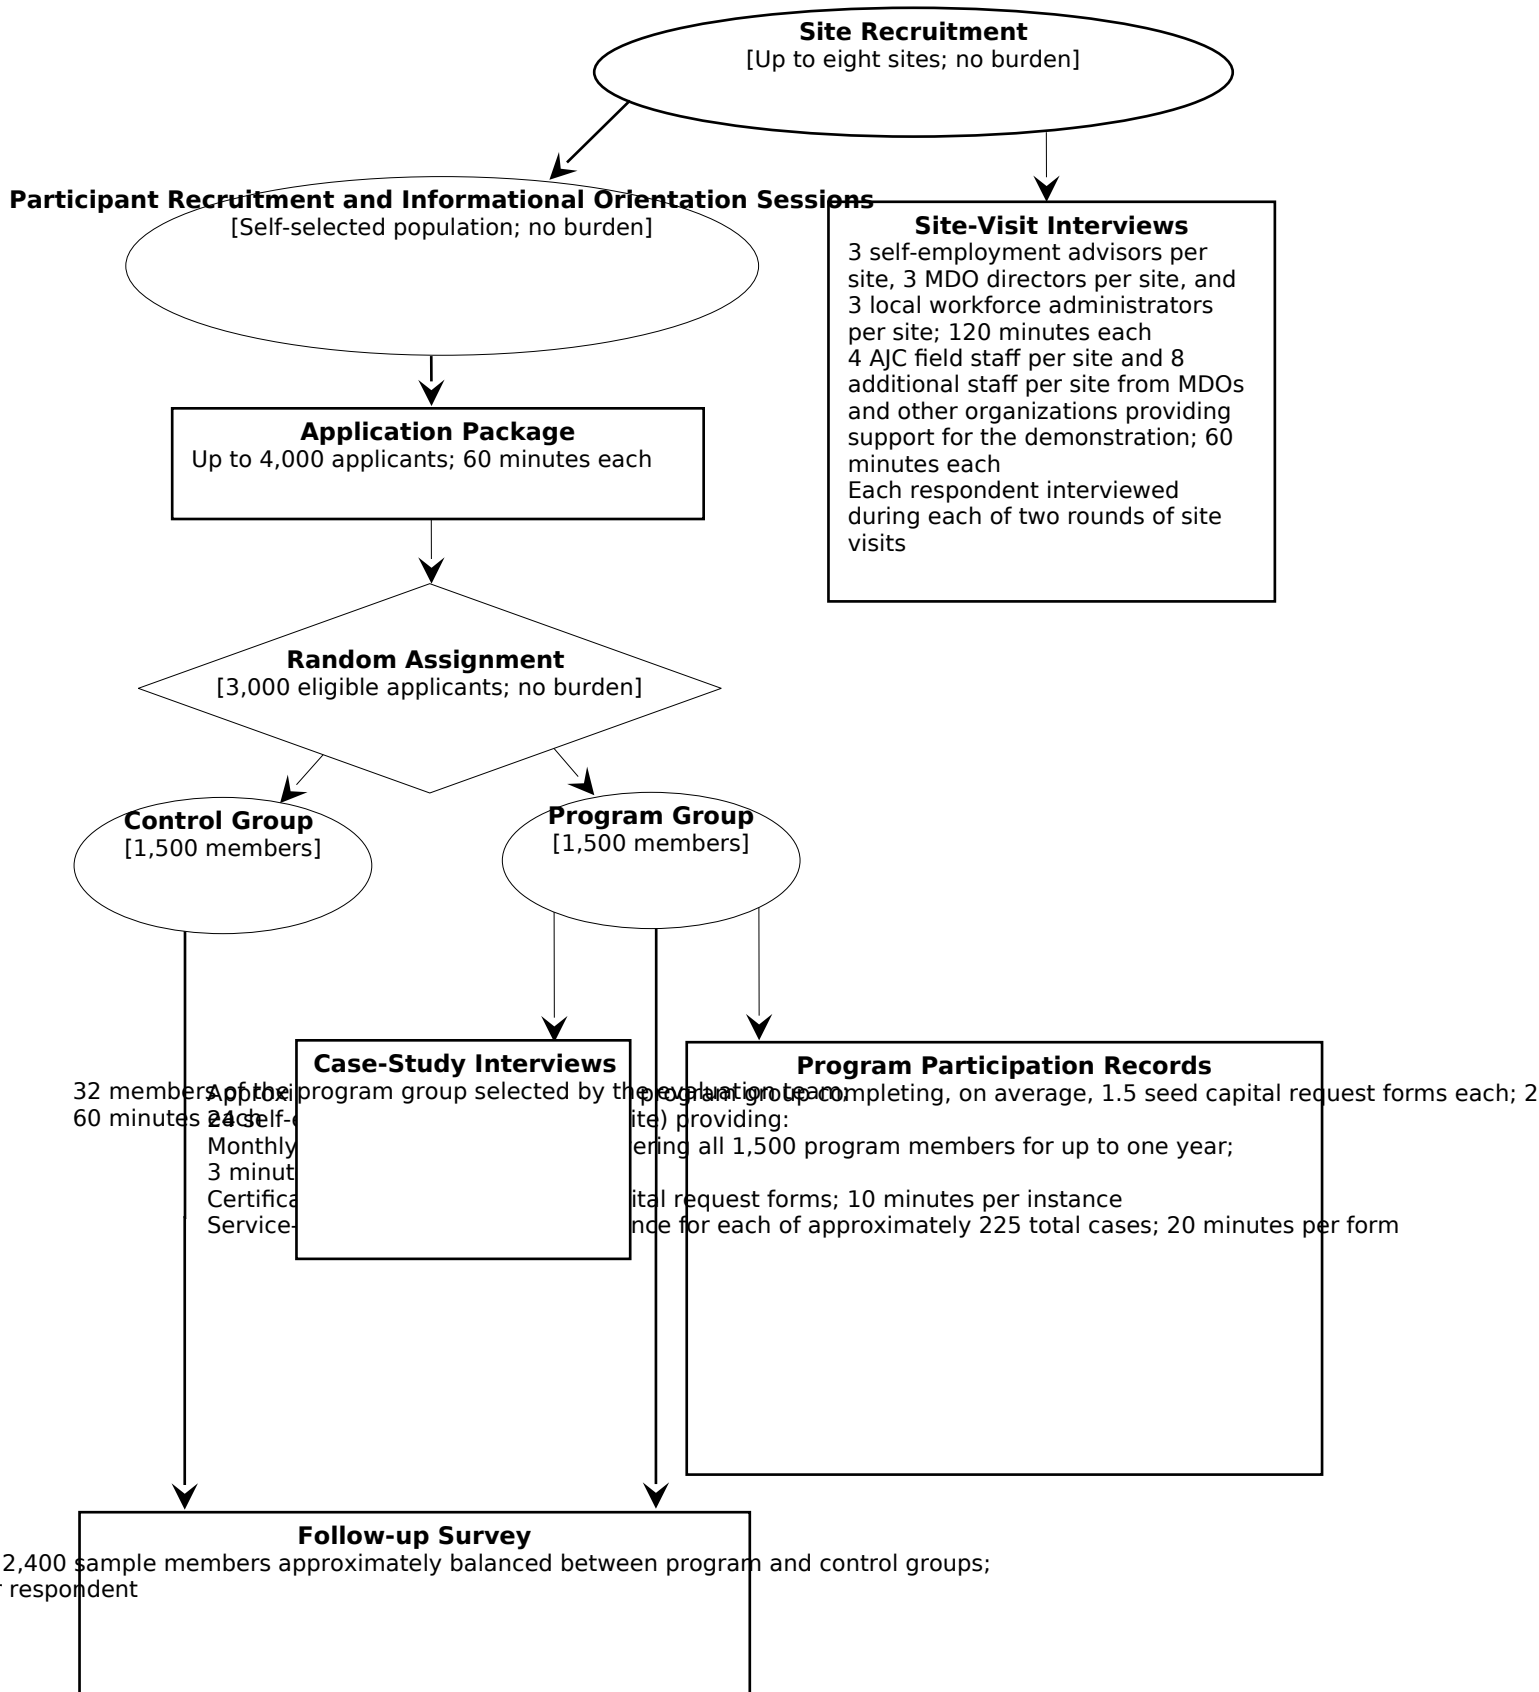 Site Recruitment
[Up to eight sites; no burden]
Participant Recruitment and Informational Orientation Sessions
[Self-selected population; no burden]
Site-Visit Interviews
3 self-employment advisors per
site, 3 MDO directors per site, and
3 local workforce administrators
per site; 120 minutes each
4 AJC field staff per site and 8
additional staff per site from MDOs
and other organizations providing
support for the demonstration; 60
minutes each
Each respondent interviewed
during each of two rounds of site
visits
Application Package
Up to 4,000 applicants; 60 minutes each
Random Assignment
[3,000 eligible applicants; no burden]
Control Group
[1,500 members]
Program Group
[1,500 members]
Case-Study Interviews
32 members of the program group selected by the evaluation team;
60 minutes each
Program Participation Records
program group completing, on average, 1.5 seed capital request forms each; 2
24 providing:
Monthly all 1,500 program members for up to one year;
3
request forms; 10 minutes per instance
for each of approximately 225 total cases; 20 minutes per form
Follow-up Survey
2,400 sample members approximately balanced between program and control groups;
respondent